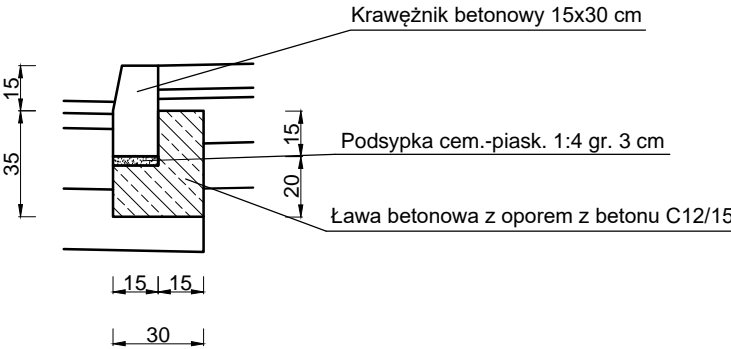 Krawężnik betonowy 15x30 cm
15
15
35
Podsypka cem.-piask. 1:4 gr. 3 cm
20
Ława betonowa z oporem z betonu C12/15
15 15
30